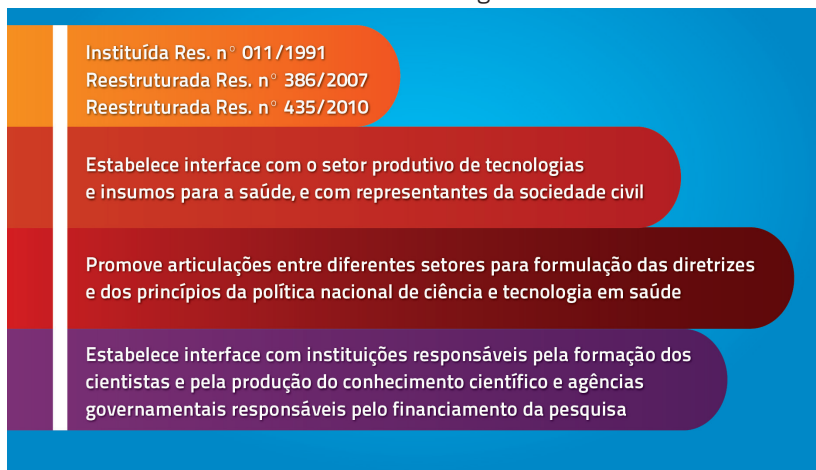 Instituída Res. n° 011/1991
Reestruturada Res. n° 386/2007
Reestruturada Res. n° 435/2010
Estabelece interface com o setor produtivo de tecnologias
e insumos para a saúde, e com representantes da sociedade civil
Promove articulações entre diferentes setores para formulação das diretrizes
e dos princípios da política nacional de ciência e tecnologia em saúde
Estabelece interface com instituições responsáveis pela formação dos
cientistas e pela produção do conhecimento científico e agências
governamentais responsáveis pelo financiamento da pesquisa